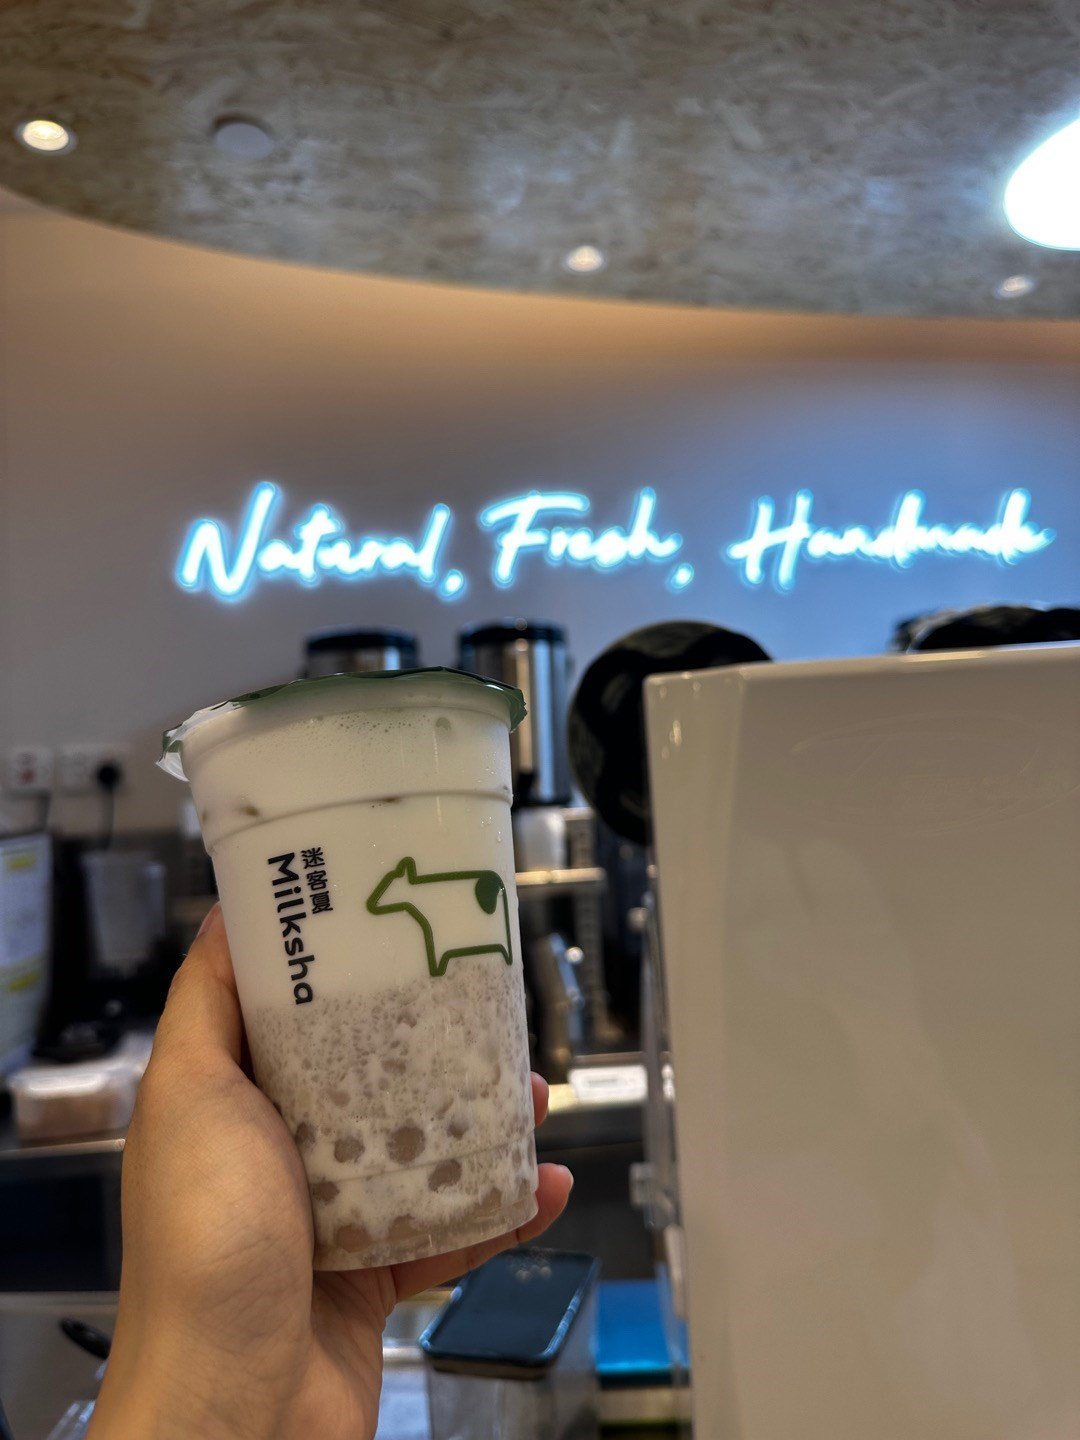 Natural, Fresh, Handmade
迷客夏
Milksha